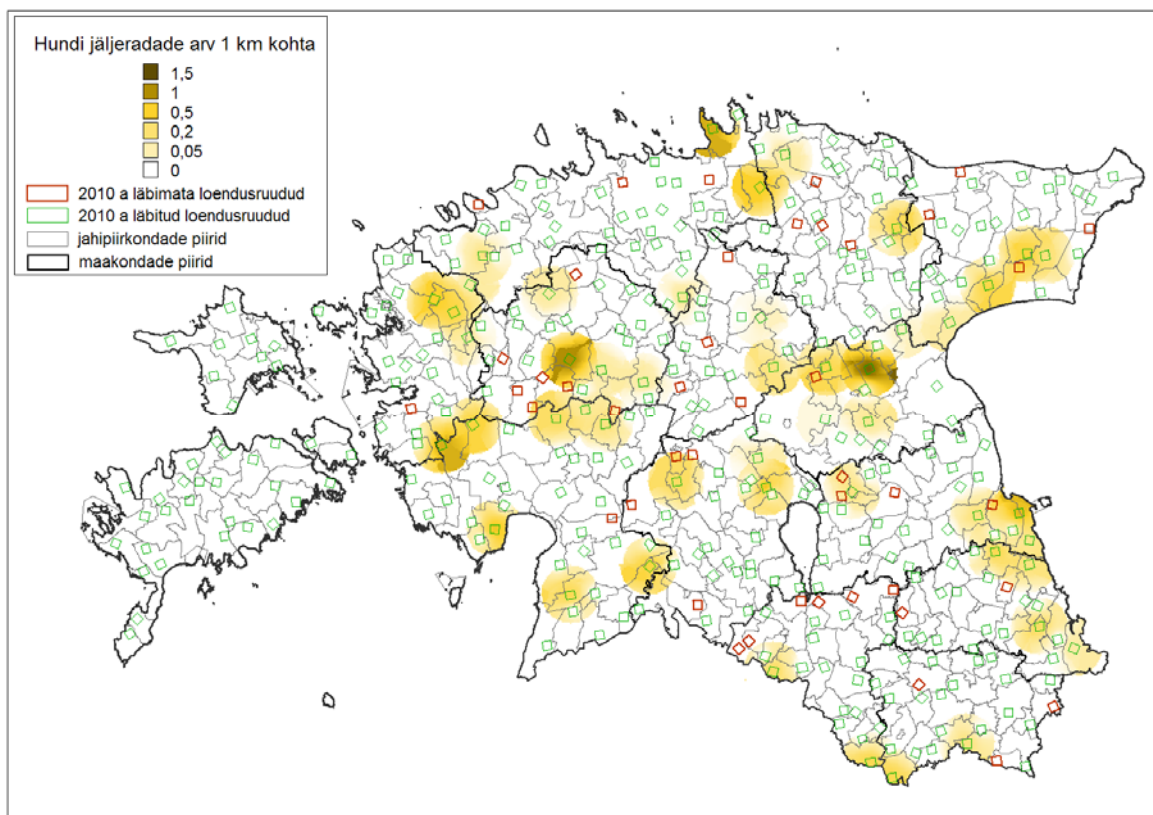 Hundi jäljeradade arv 1 km kohta
1,5
1
0,5
0,2
0,05
0
2010 a läbimata loendusruudud
2010 a läbitud loendusruudud
jahipiirkondade piirid
maakondade piirid